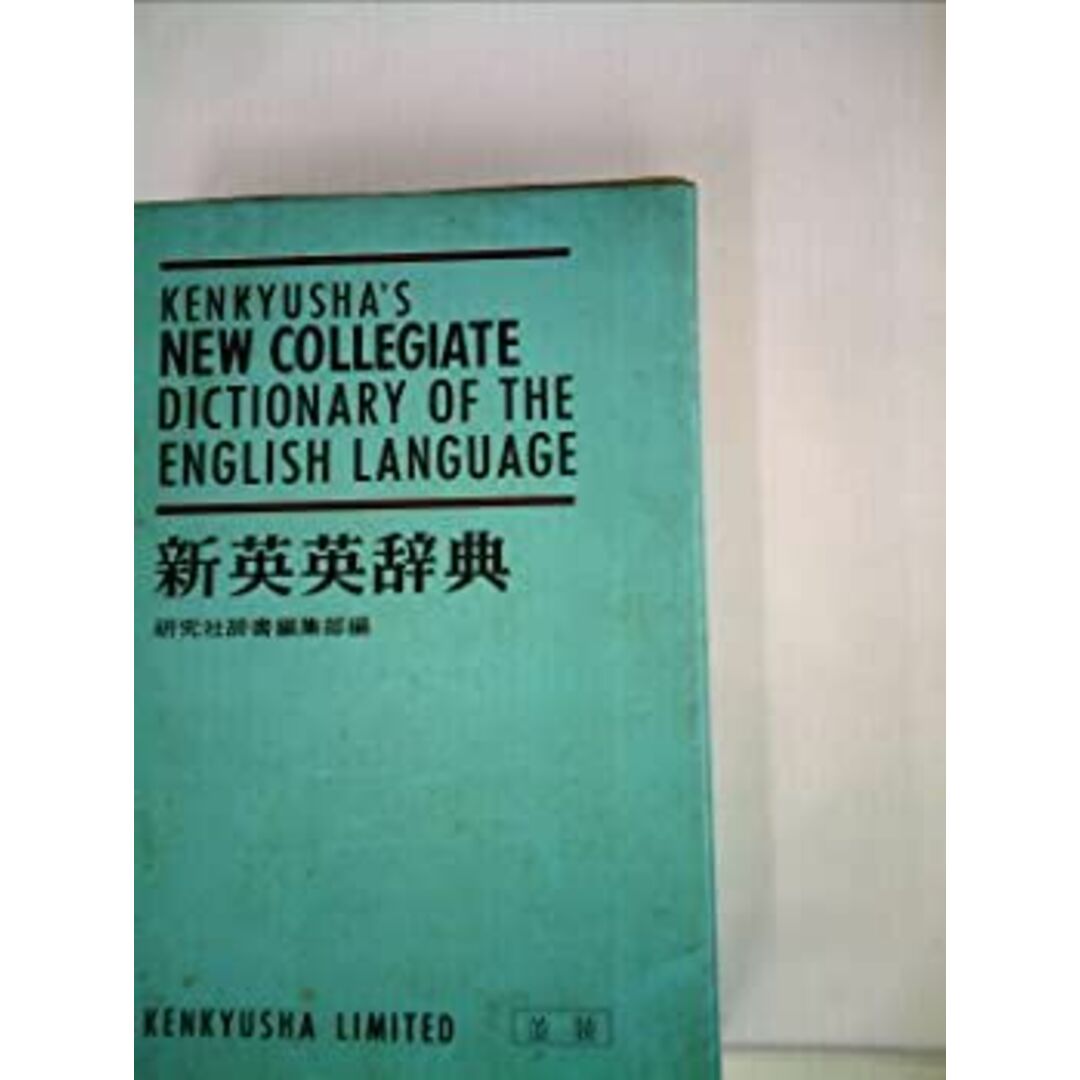 KENKYUSHA'S
NEW COLLEGIATE
DICTIONARY OF THE
ENGLISH LANGUAGE
新英英辞典
研究社辞書編集部編
KENKYUSHA LIMITED